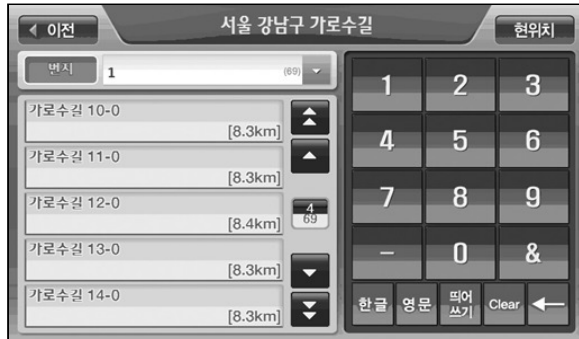 이전
서울 강남구 가로수길
현위치
번지
1
(69)
가로수길 10-0
[8.3km]
가로수길 11-0
[8.3km]
가로수길 12-0
[8.4km]
가로수길 13-0
[8.3km]
가로수길 14-0
[8.3km]
4
69
1 2 3
4 5 6
7 8 9
- 0 &
한글 영문 띄어쓰기 Clear